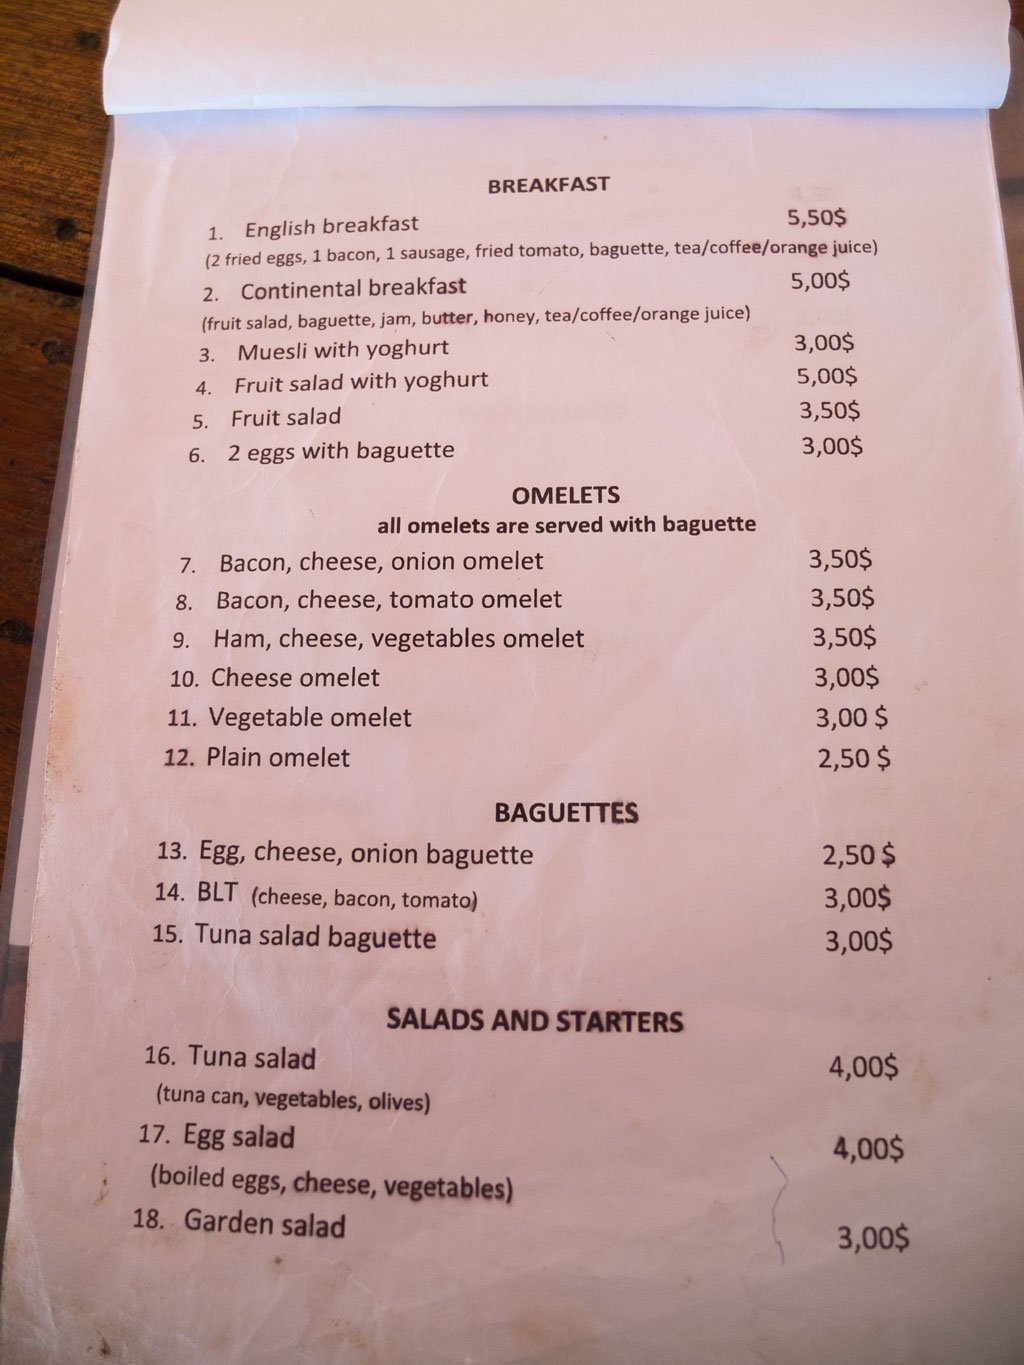 BREAKFAST
1. English breakfast 5,50$
(2 fried eggs, 1 bacon, 1 sausage, fried tomato, baguette, tea/coffee/orange juice)
2. Continental breakfast 5,00$
(fruit salad, baguette, jam, butter, honey, tea/coffee/orange juice)
3. Muesli with yoghurt 3,00$
4. Fruit salad with yoghurt 5,00$
5. Fruit salad 3,50$
6. 2 eggs with baguette 3,00$
OMELETS
all omelets are served with baguette
7. Bacon, cheese, onion omelet 3,50$
8. Bacon, cheese, tomato omelet 3,50$
9. Ham, cheese, vegetables omelet 3,50$
10. Cheese omelet 3,00$
11. Vegetable omelet 3,00 $
12. Plain omelet 2,50 $
BAGUETTES
13. Egg, cheese, onion baguette 2,50 $
14. BLT (cheese, bacon, tomato) 3,00$
15. Tuna salad baguette 3,00$
SALADS AND STARTERS
16. Tuna salad 4,00$
(tuna can, vegetables, olives)
17. Egg salad 4,00$
(boiled eggs, cheese, vegetables)
18. Garden salad 3,00$